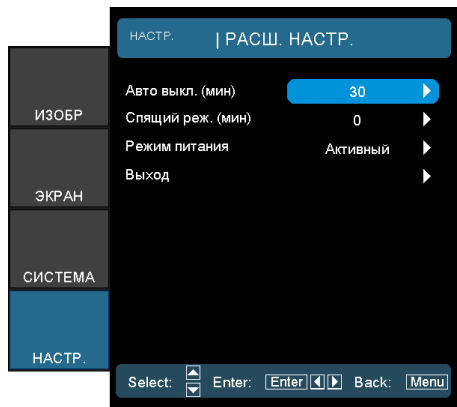 НАСТР. | РАСШ. НАСТР.
Авто выкл. (мин) 30
Спящий реж. (мин) 0
Режим питания Активный
Выход
ИЗОБР
ЭКРАН
СИСТЕМА
НАСТР.
Select: Enter: Enter Back: Menu